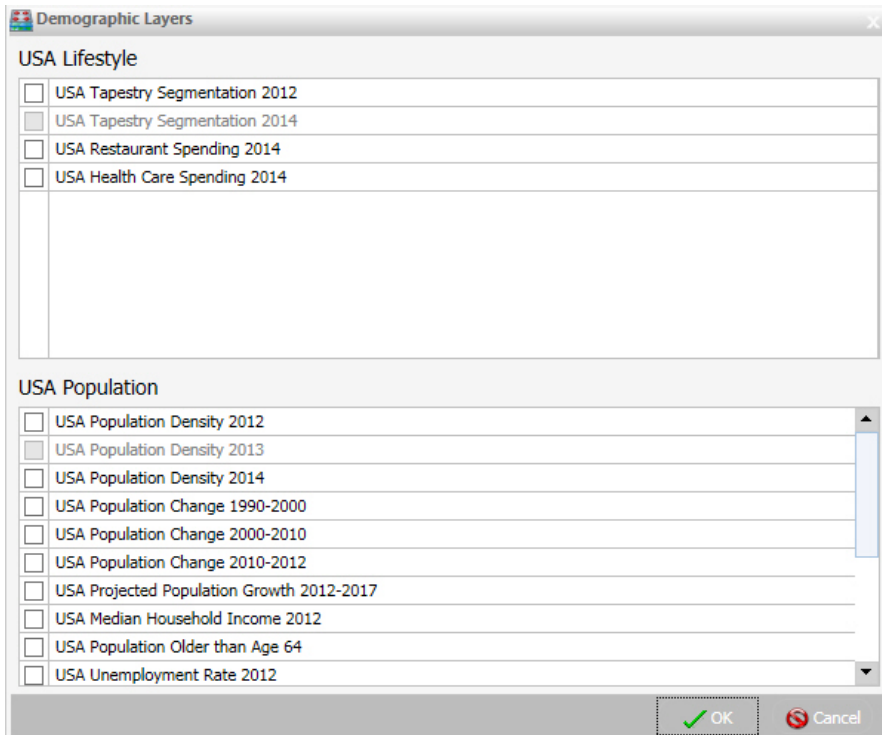 Demographic Layers
USA Lifestyle
USA Tapestry Segmentation 2012
USA Tapestry Segmentation 2014
USA Restaurant Spending 2014
USA Health Care Spending 2014
USA Population
USA Population Density 2012
USA Population Density 2013
USA Population Density 2014
USA Population Change 1990-2000
USA Population Change 2000-2010
USA Population Change 2010-2012
USA Projected Population Growth 2012-2017
USA Median Household Income 2012
USA Population Older than Age 64
USA Unemployment Rate 2012
OK Cancel